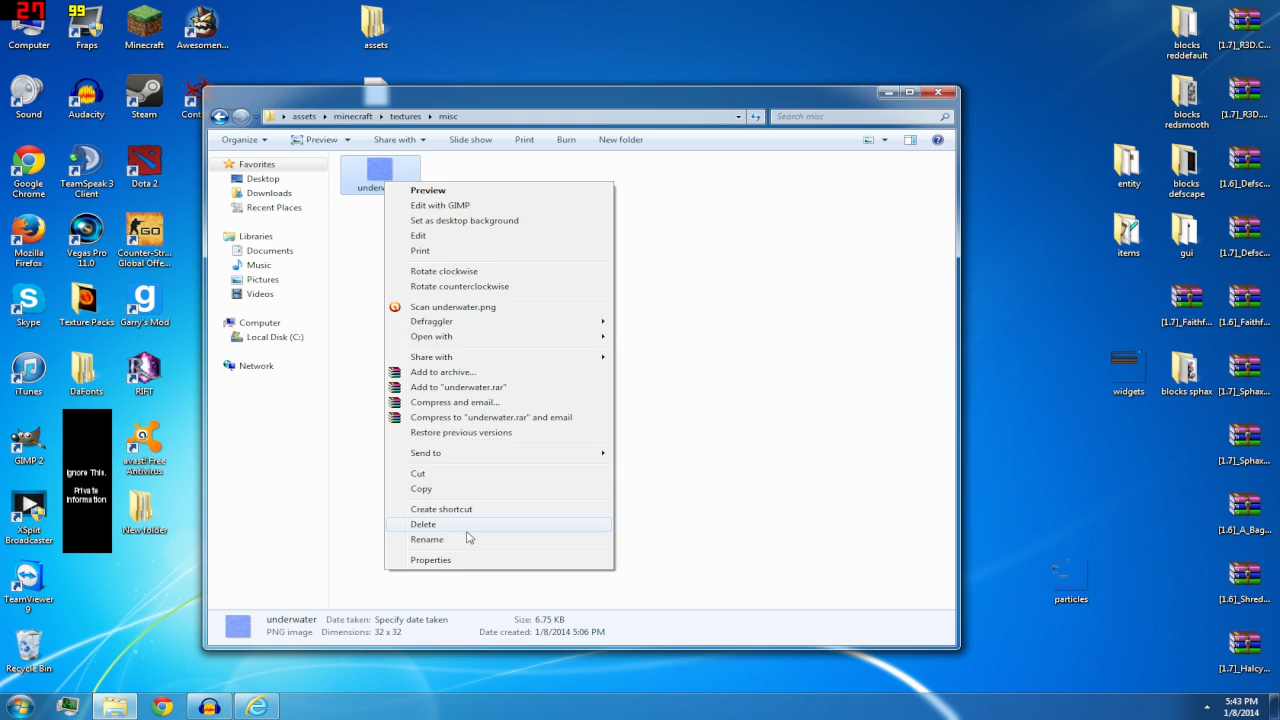 27
99
Computer
Fraps
Minecraft
Awesomen...
assets
Sound
Audacity
Steam
Google
Chrome
TeamSpeak 3
Client
Dota 2
Mozilla
Firefox
Vegas Pro
11.0
Counter-Str...
Global Offe...
Skype
Texture Packs
Garry's Mod
iTunes
DaFonts
RIFT
GIMP 2
Ignore This.
Private
Information
avast! Free
Antivirus
XSplit
Broadcaster
New folder
TeamViewer
9
Recycle Bin
assets
minecraft
textures
misc
Search misc
Organize
Preview
Share with
Slide show
Print
Burn
New folder
Favorites
Desktop
Downloads
Recent Places
Libraries
Documents
Music
Pictures
Videos
Computer
Local Disk (C:)
Network
Preview
Edit with GIMP
Set as desktop background
Edit
Print
Rotate clockwise
Rotate counterclockwise
Scan underwater.png
Defraggler
Open with
Share with
Add to archive...
Add to "underwater.rar"
Compress and email...
Compress to "underwater.rar" and email
Restore previous versions
Send to
Cut
Copy
Create shortcut
Delete
Rename
Properties
underwater
Date taken: Specify date taken
Size: 6.75 KB
PNG image
Dimensions: 32 x 32
Date created: 1/8/2014 5:06 PM
blocks
reddefault
[1.7]_R3D.C...
blocks
redsmooth
[1.7]_R3D....
entity
blocks
defscape
[1.6]_Defsc...
items
gui
[1.7]_Defsc...
[1.7]_Faithf...
[1.6]_Faithf...
widgets
blocks sphax
[1.7]_Sphax...
[1.7]_Sphax...
[1.6]_A_Bag...
particles
[1.6]_Shred...
[1.7]_Halcy...
5:43 PM
1/8/2014